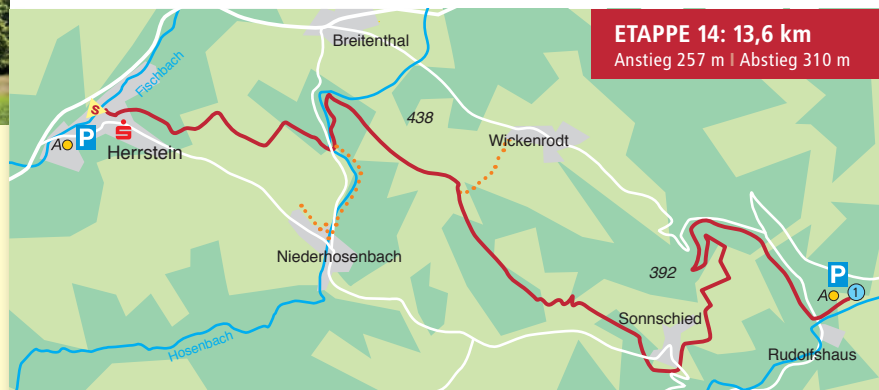 ETAPPE 14: 13,6 km
Anstieg 257 m | Abstieg 310 m
Breitenthal
Fischbach
S
438
P
A
S
Herrstein
Wickenrodt
Niederhosenbach
392
P
A
1
Sonnschied
Hosenbach
Rudolfshaus